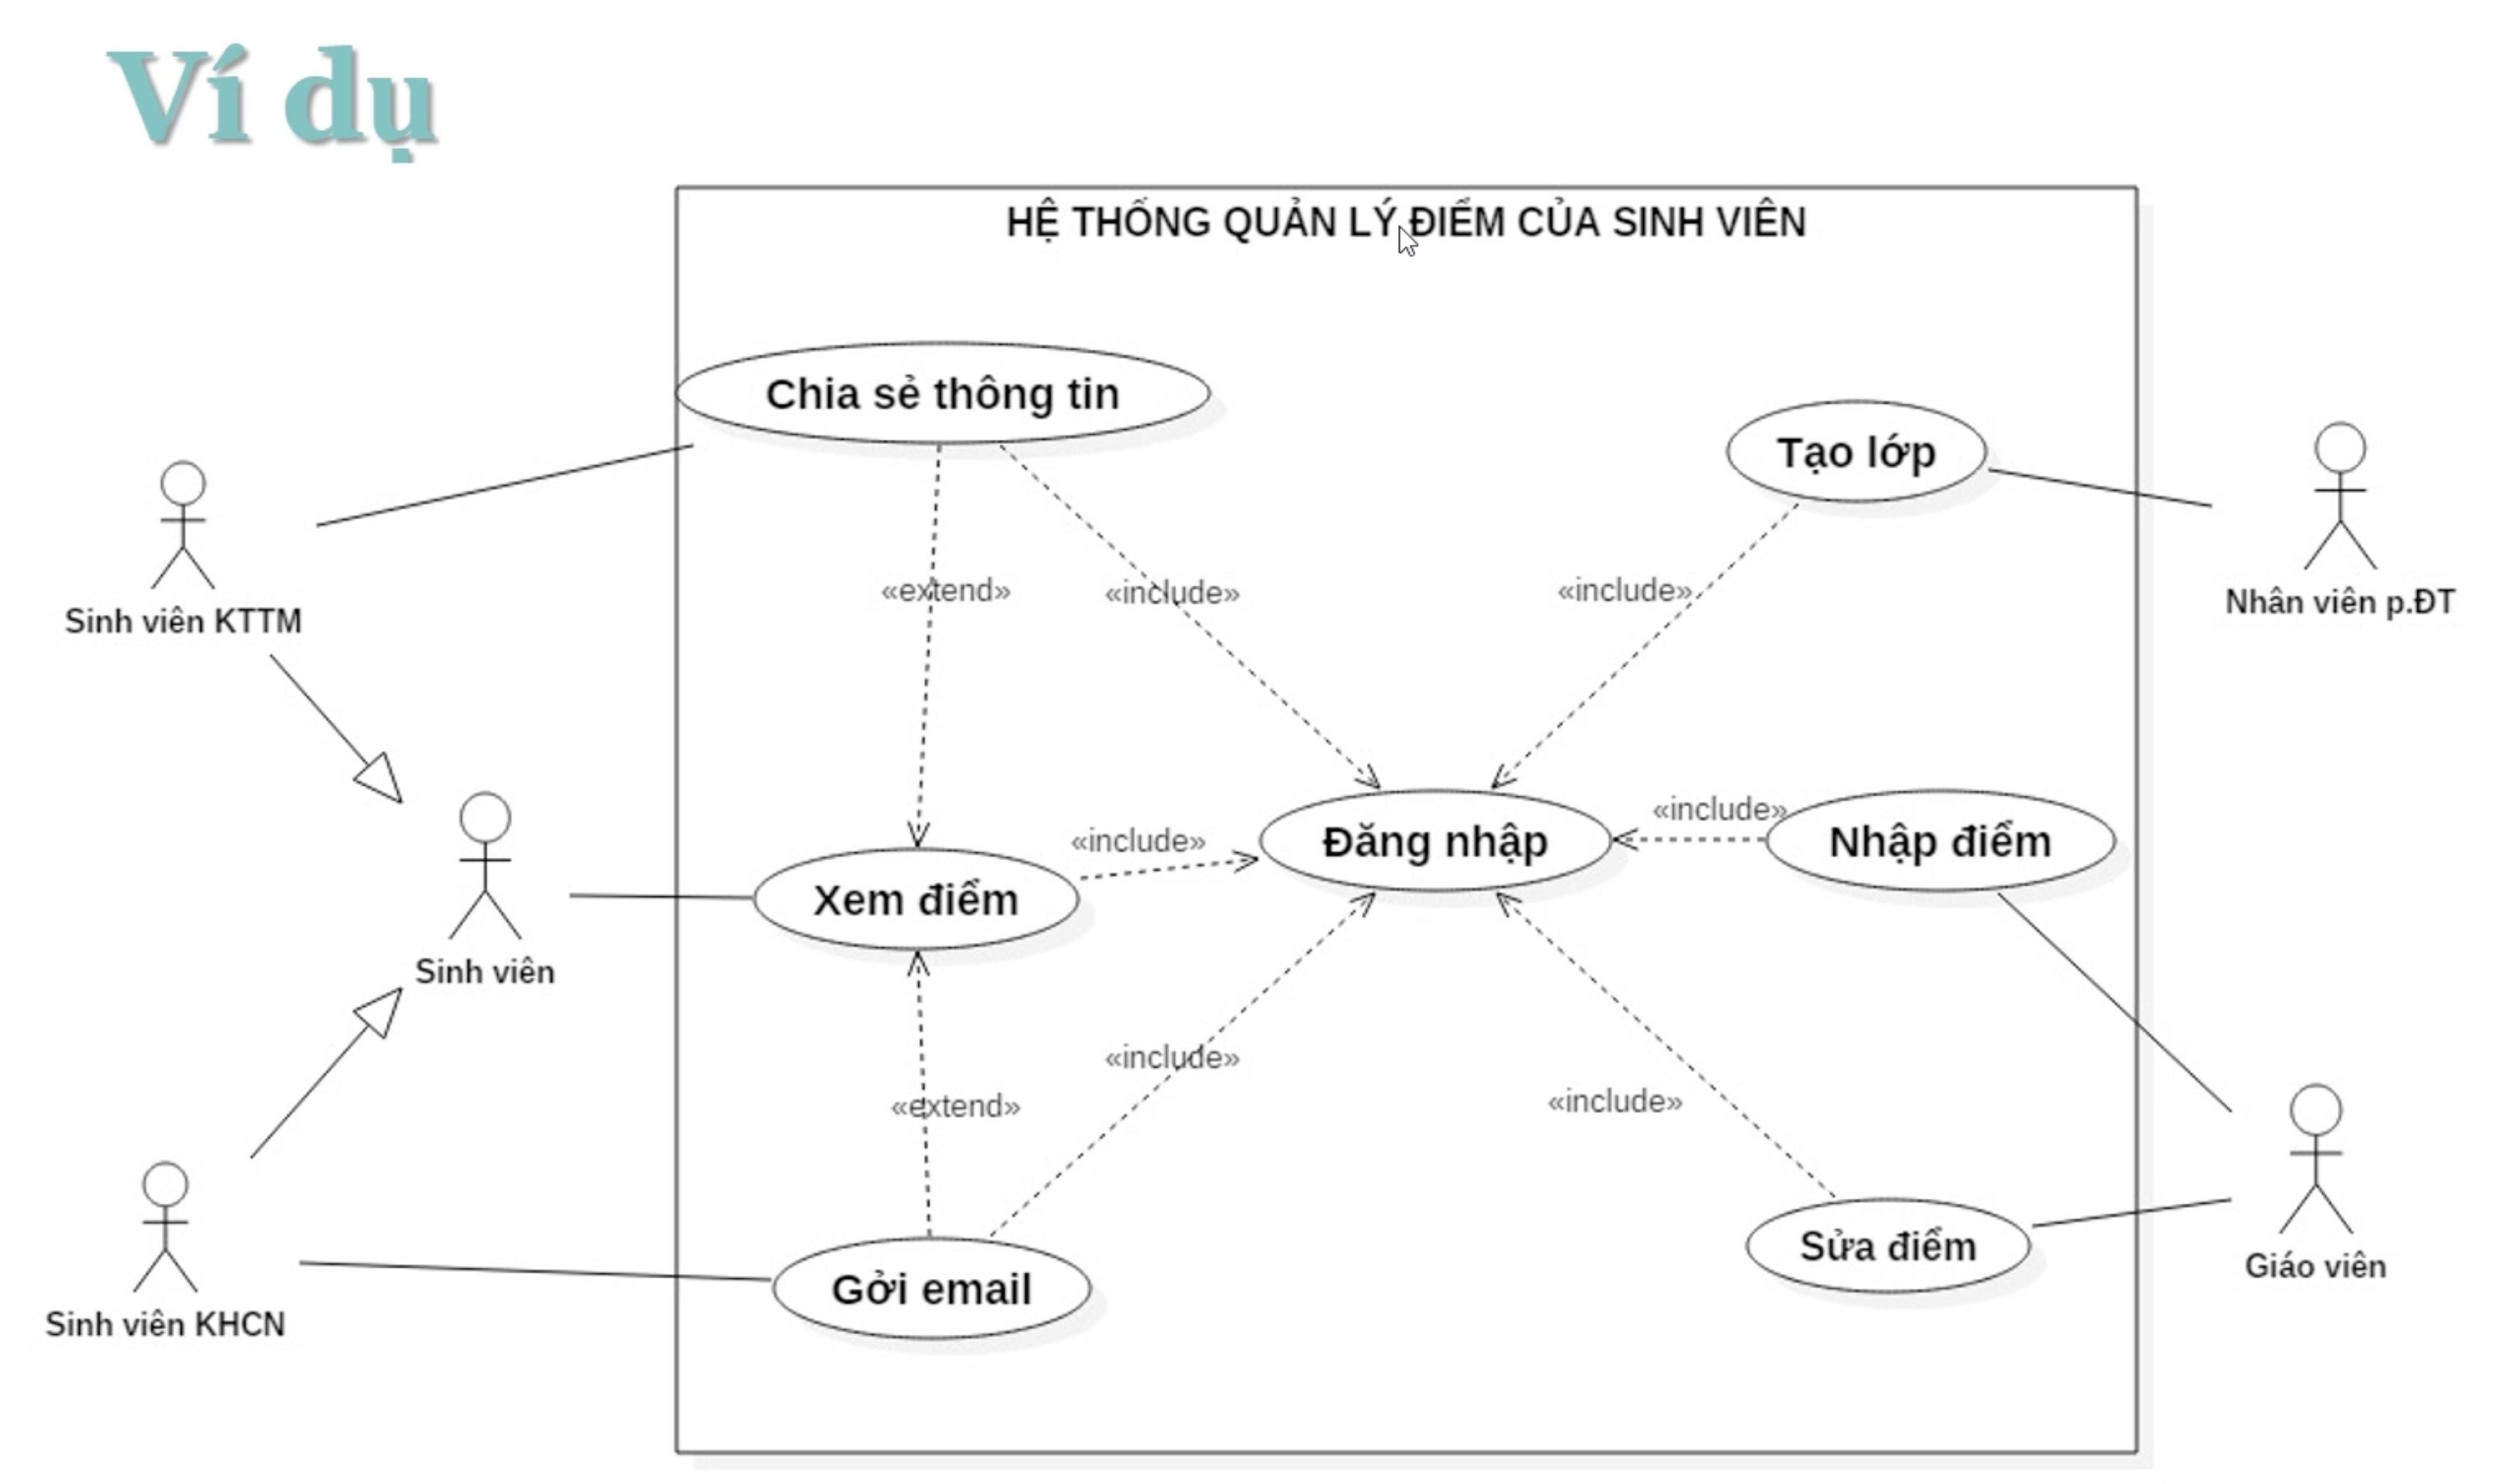 Ví dụ
HỆ THỐNG QUẢN LÝ ĐIỂM CỦA SINH VIÊN
Chia sẻ thông tin
Tạo lớp
«extend»
«include»
«include»
Sinh viên KTTM
Nhân viên p.ĐT
«include»
«include»
Đăng nhập
Nhập điểm
Xem điểm
Sinh viên
«include»
«extend»
«include»
Sửa điểm
Giáo viên
Gởi email
Sinh viên KHCN